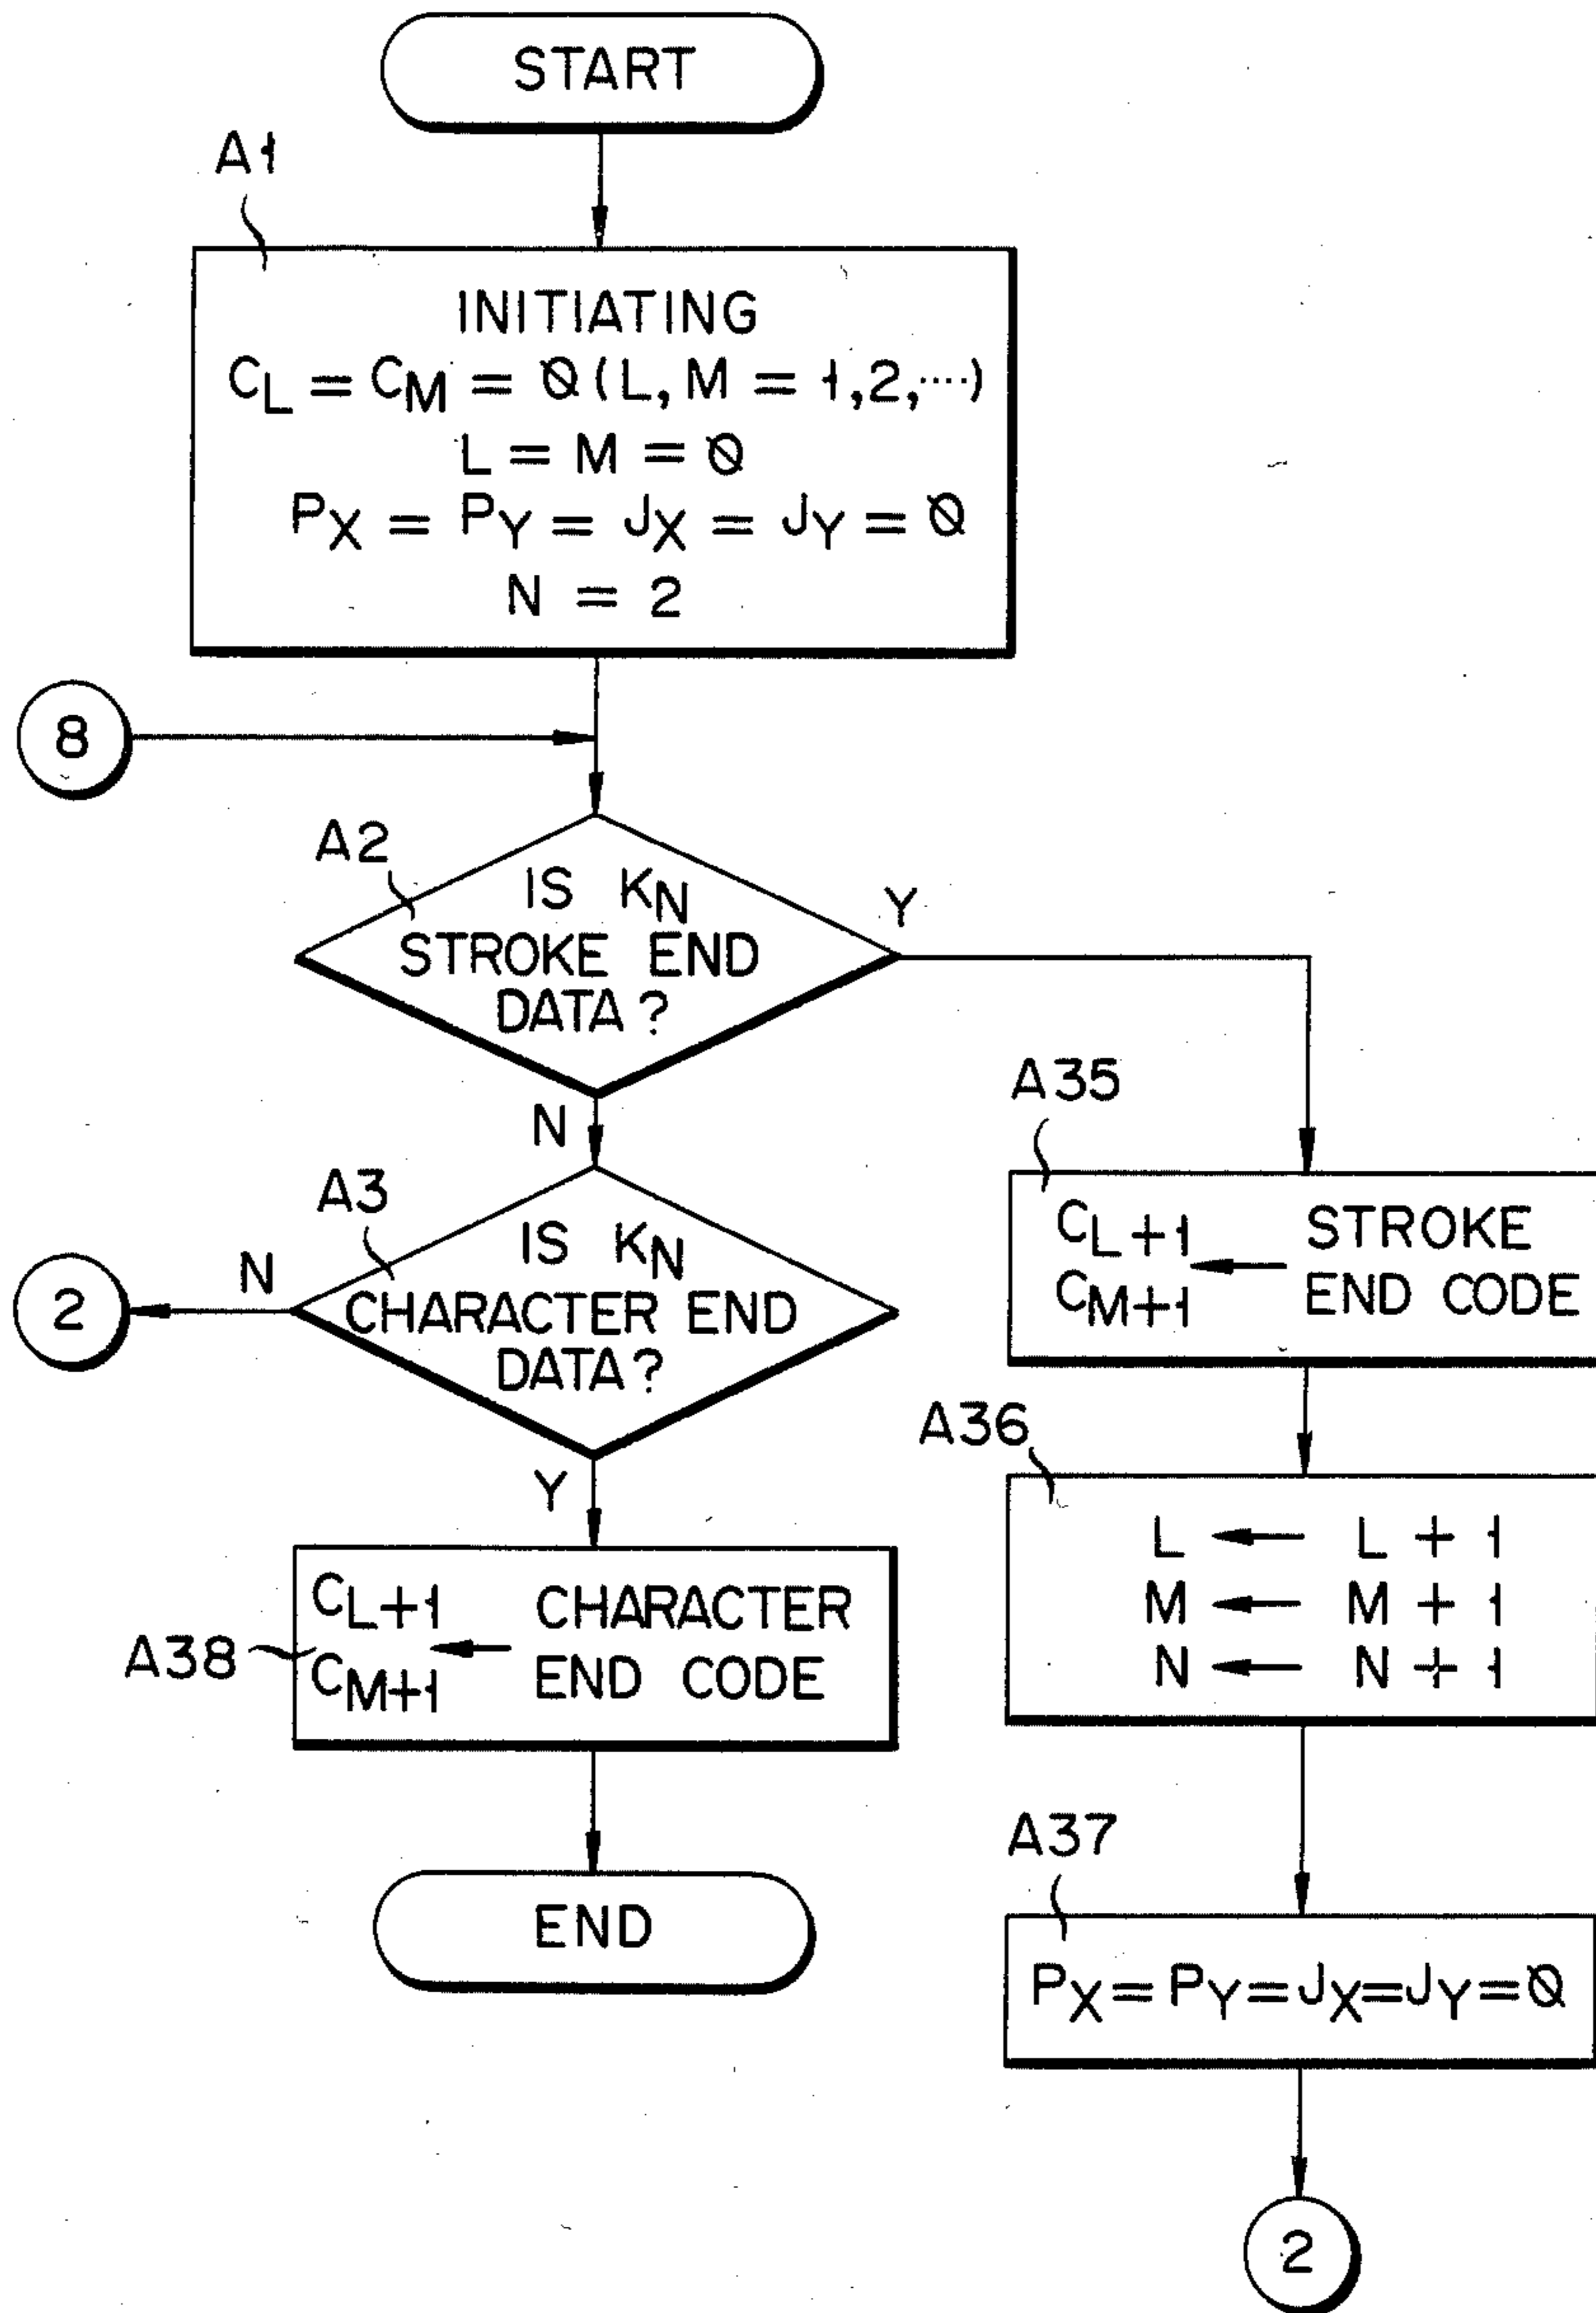 START
A1
INITIATING
CL = CM = 0 (L, M = 1,2,····)
L = M = 0
PX = PY = JX = JY = 0
N = 2
8
A2
IS KN
STROKE END
DATA?
Y
N
A35
CL+1 ← STROKE
CM+1 END CODE
A3
IS KN
CHARACTER END
DATA?
N
2
Y
A36
L ← L + 1
M ← M + 1
N ← N + 1
A38
CL+1 ← CHARACTER
CM+1 END CODE
A37
PX=PY=JX=JY=0
END
2